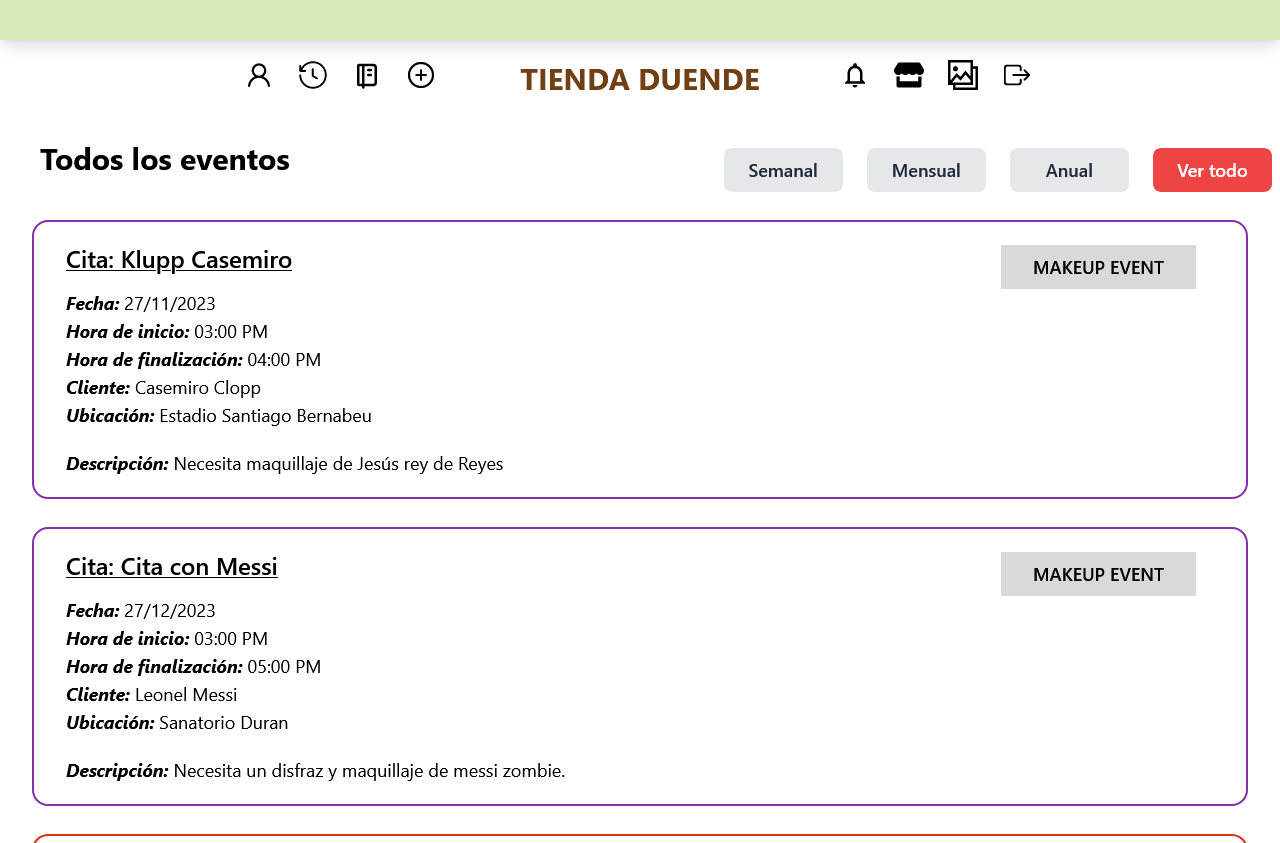 TIENDA DUENDE
Todos los eventos
Semanal
Mensual
Anual
Ver todo
Cita: Klupp Casemiro
MAKEUP EVENT
Fecha: 27/11/2023
Hora de inicio: 03:00 PM
Hora de finalización: 04:00 PM
Cliente: Casemiro Clopp
Ubicación: Estadio Santiago Bernabeu
Descripción: Necesita maquillaje de Jesús rey de Reyes
Cita: Cita con Messi
MAKEUP EVENT
Fecha: 27/12/2023
Hora de inicio: 03:00 PM
Hora de finalización: 05:00 PM
Cliente: Leonel Messi
Ubicación: Sanatorio Duran
Descripción: Necesita un disfraz y maquillaje de messi zombie.